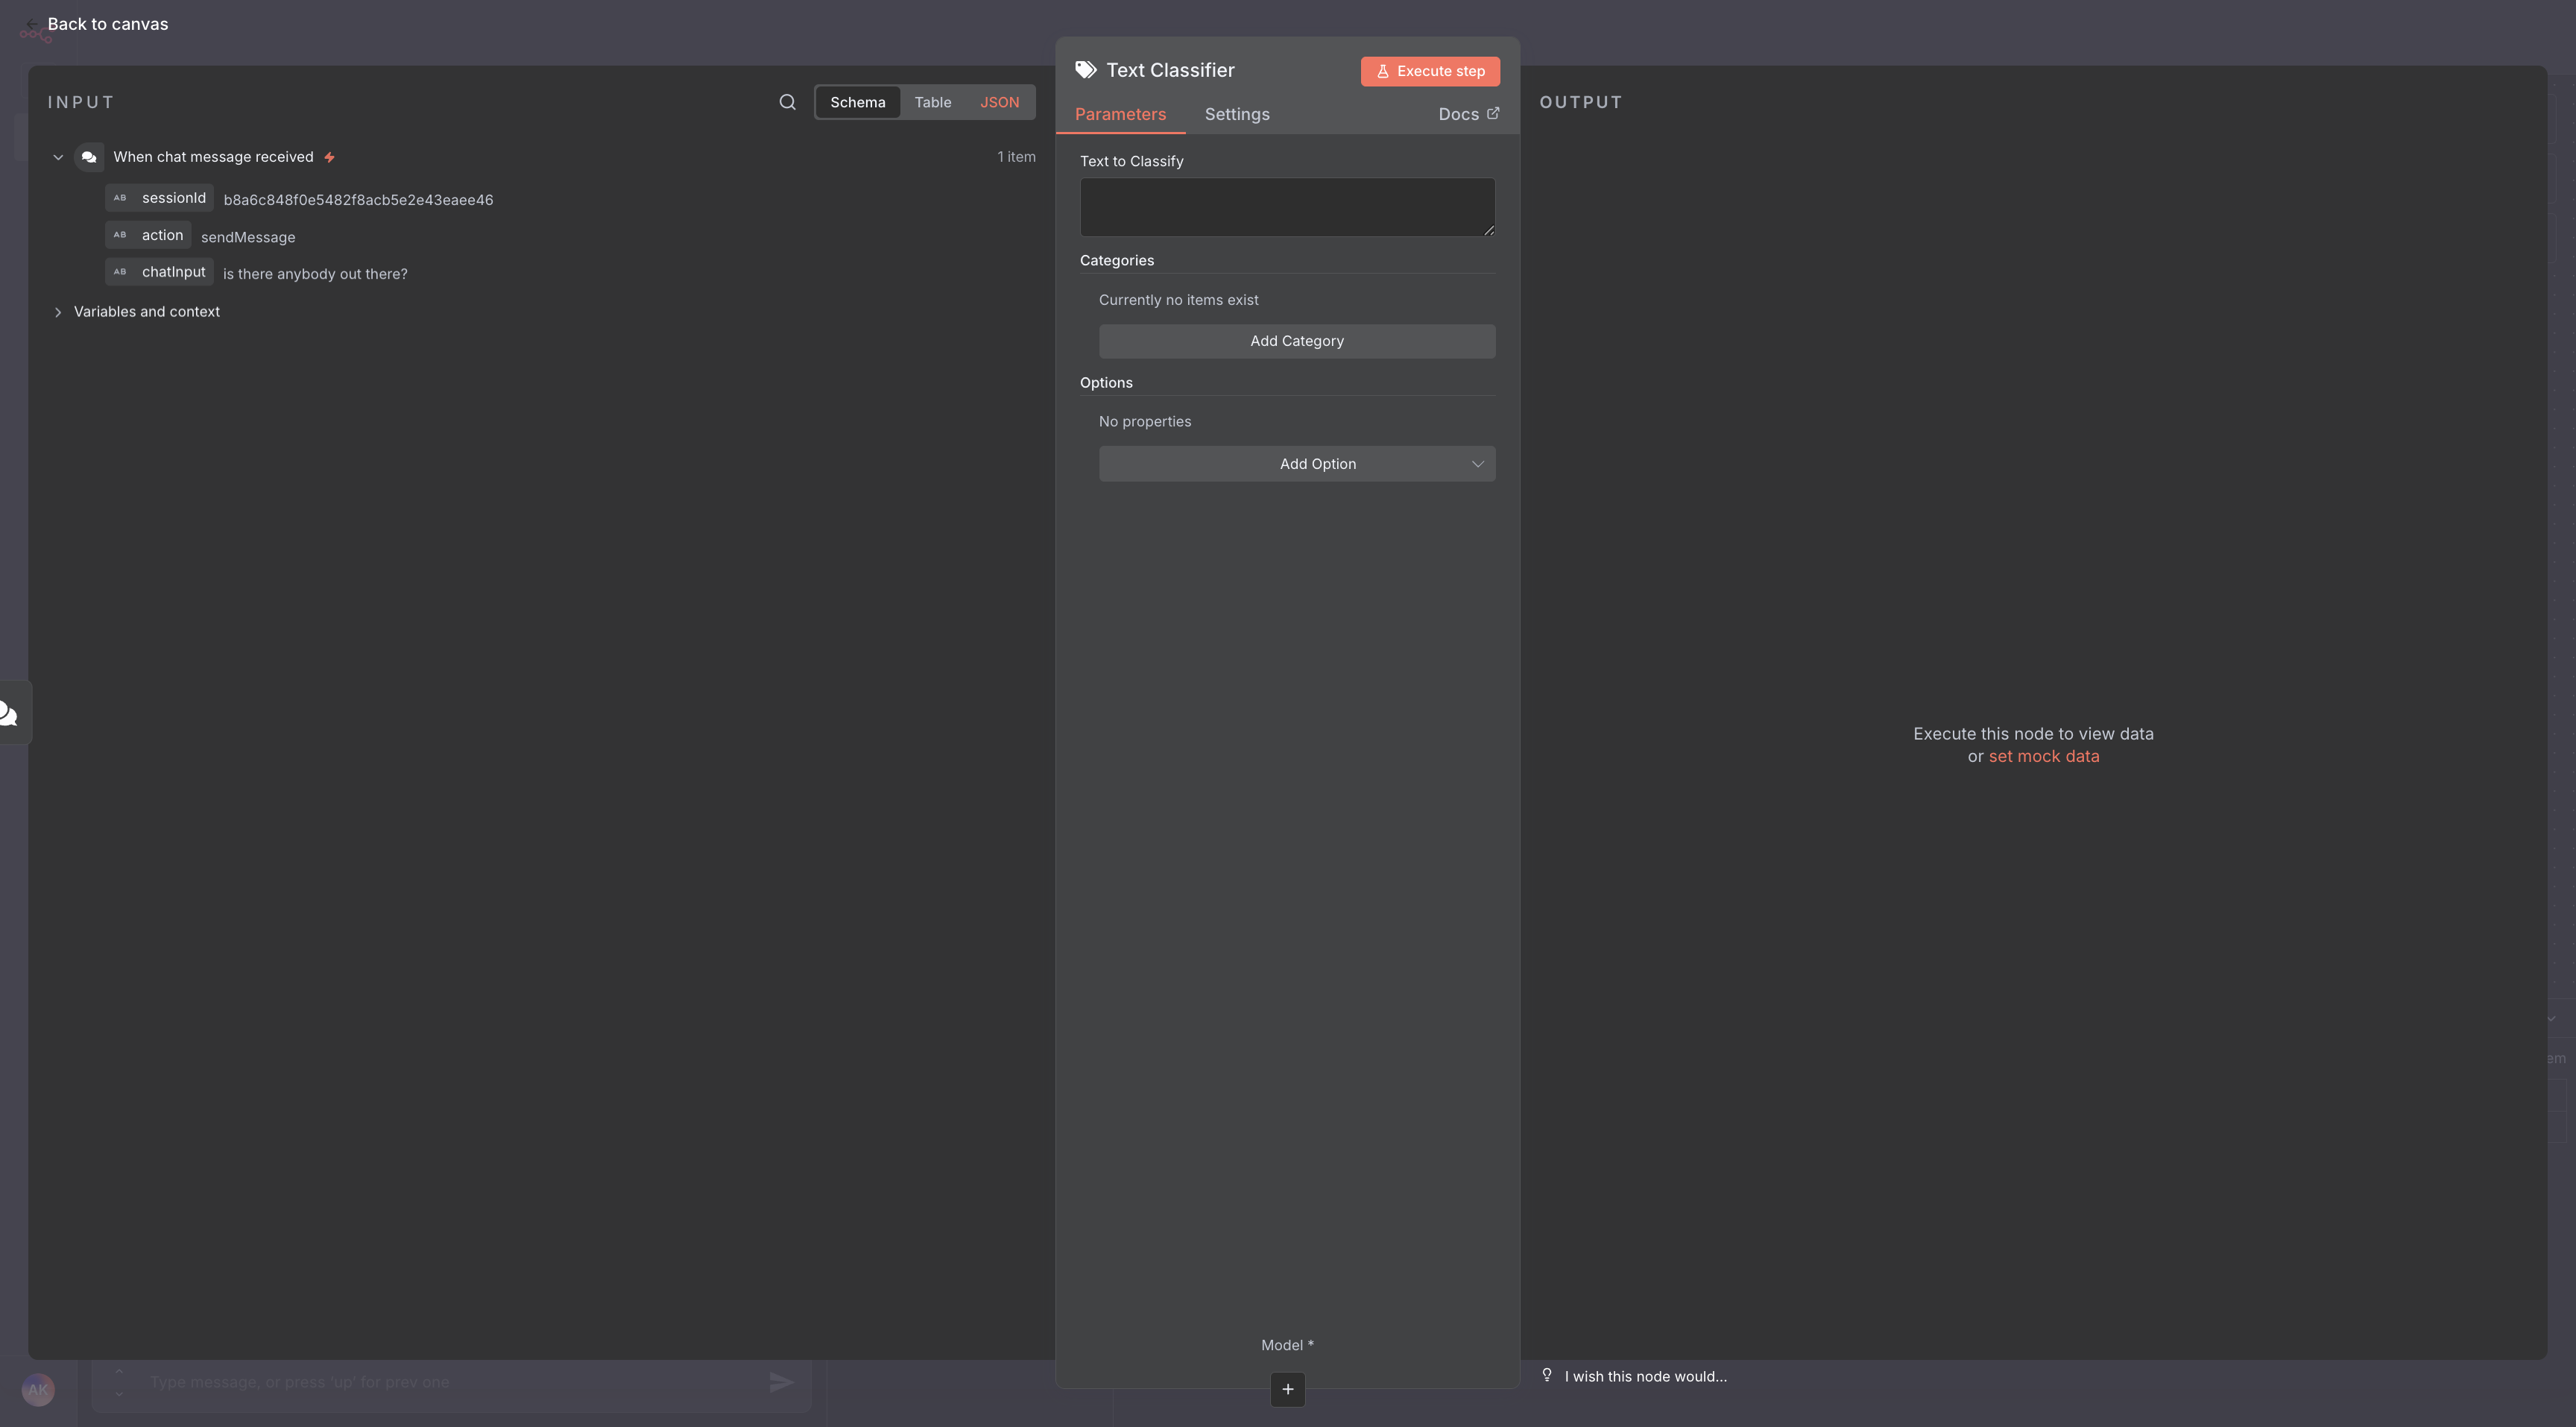 Back to canvas
INPUT
Schema Table JSON
When chat message received 1 item
AB sessionId b8a6c848f0e5482f8acb5e2e43eaee46
AB action sendMessage
AB chatInput is there anybody out there?
Variables and context
Text Classifier
Execute step
Parameters Settings Docs
Text to Classify
Categories
Currently no items exist
Add Category
Options
No properties
Add Option
Model *
OUTPUT
Execute this node to view data
or set mock data
I wish this node would...
AK
Type message, or press 'up' for prev one
em